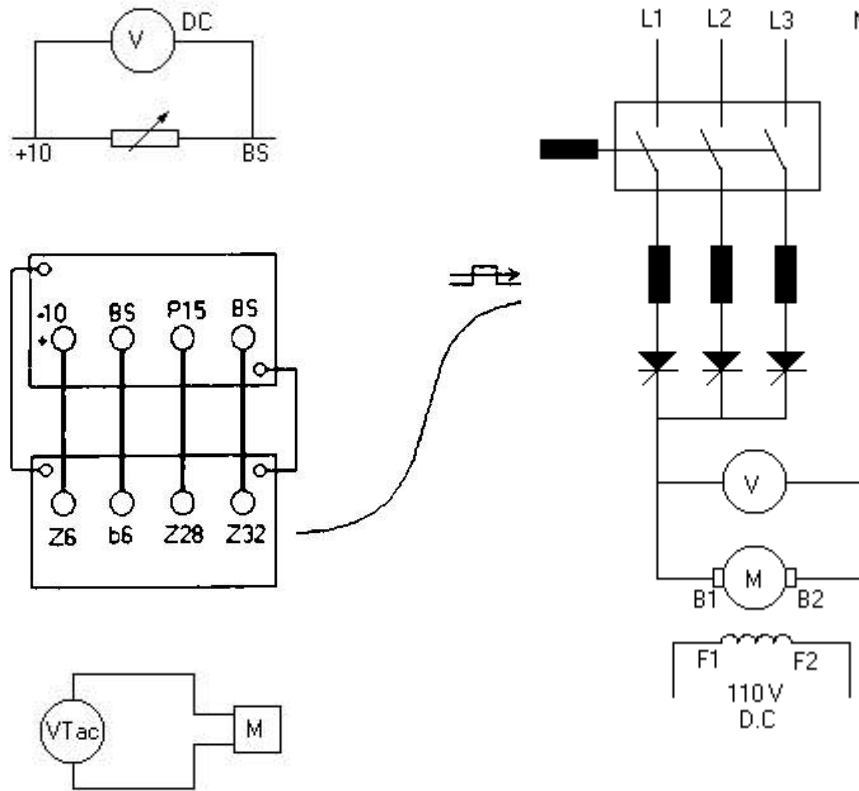 V DC
+10 BS
L1 L2 L3
-10 BS P15 BS
+
Z6 b6 Z28 Z32
V
B1 M B2
F1 F2
110 V
D.C
VTac M